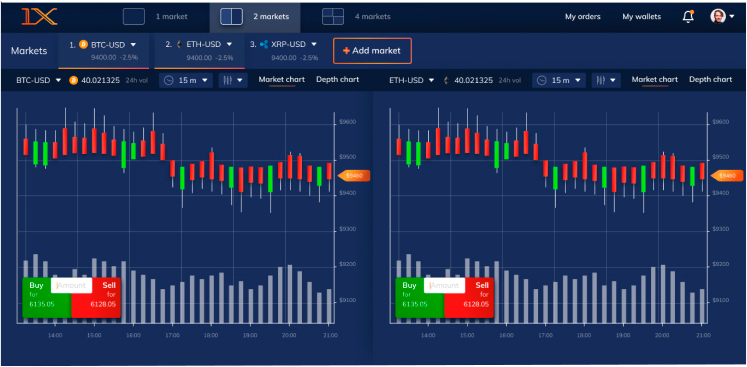 1X 1 market 2 markets 4 markets My orders My wallets
Markets 1. BTC-USD 2. ETH-USD 3. XRP-USD + Add market
9400.00 -2.5% 9400.00 -2.5% 9400.00 -2.5%
BTC-USD 40.021325 24h vol 15 m Market chart Depth chart
$9600
$9500
$9460
$9400
$9300
$9200
$9100
Buy Amount Sell
for for
6135.05 6128.05
14:00 15:00 16:00 17:00 18:00 19:00 20:00 21:00
ETH-USD 40.021325 24h vol 15 m Market chart Depth chart
$9600
$9500
$9460
$9400
$9300
$9200
$9100
Buy Amount Sell
for for
6135.05 6128.05
14:00 15:00 16:00 17:00 18:00 19:00 20:00 21:00